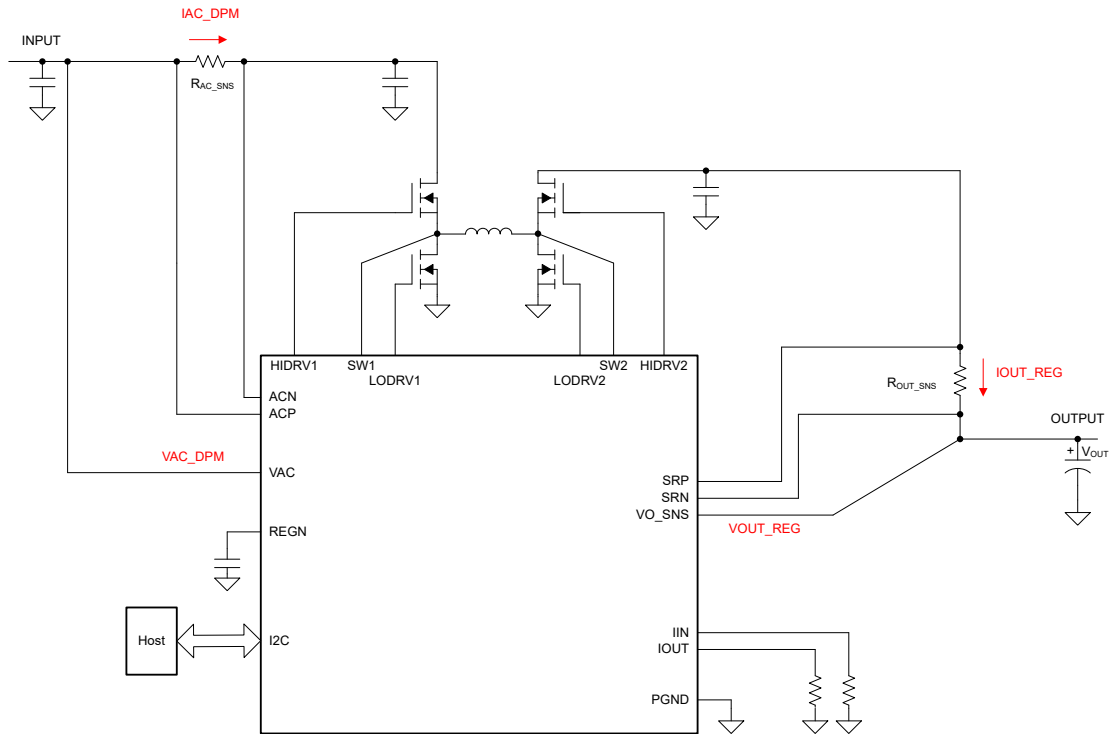 IAC_DPM
INPUT
RAC_SNS
HIDRV1
SW1
LODRV1
LODRV2
SW2
HIDRV2
ACN
ACP
VAC_DPM
VAC
REGN
Host
I2C
ROUT_SNS
IOUT_REG
OUTPUT
+
VOUT
SRP
SRN
VO_SNS
VOUT_REG
IIN
IOUT
PGND